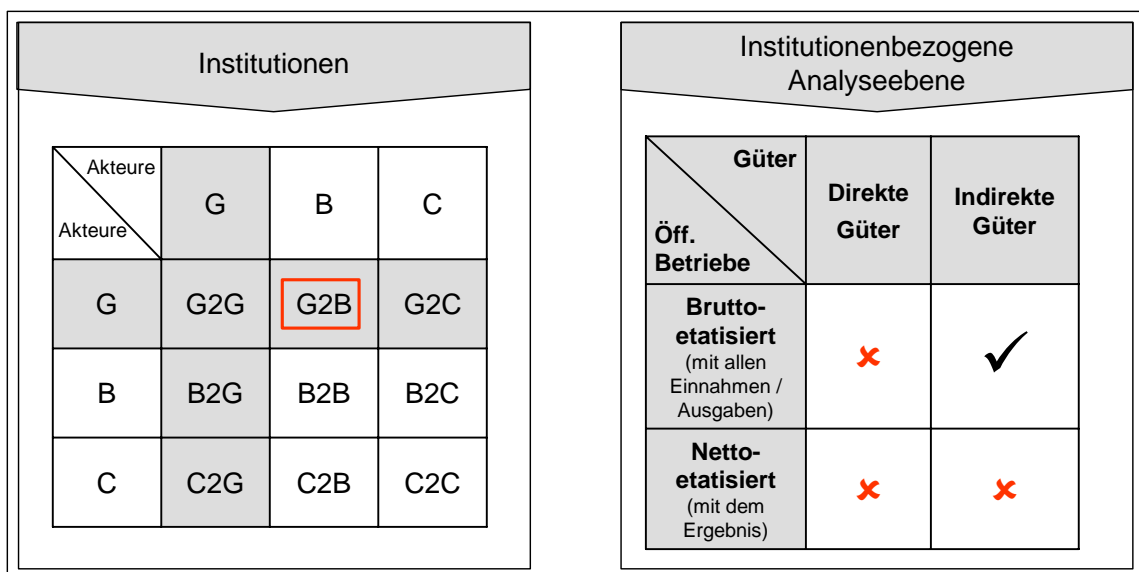 Institutionen
Akteure
Akteure
G
B
C
G
G2G
G2B
G2C
B
B2G
B2B
B2C
C
C2G
C2B
C2C
Institutionenbezogene
Analyseebene
Güter
Öff.
Betriebe
Direkte
Güter
Indirekte
Güter
Brutto-
etatisiert
(mit allen
Einnahmen /
Ausgaben)
Netto-
etatisiert
(mit dem
Ergebnis)